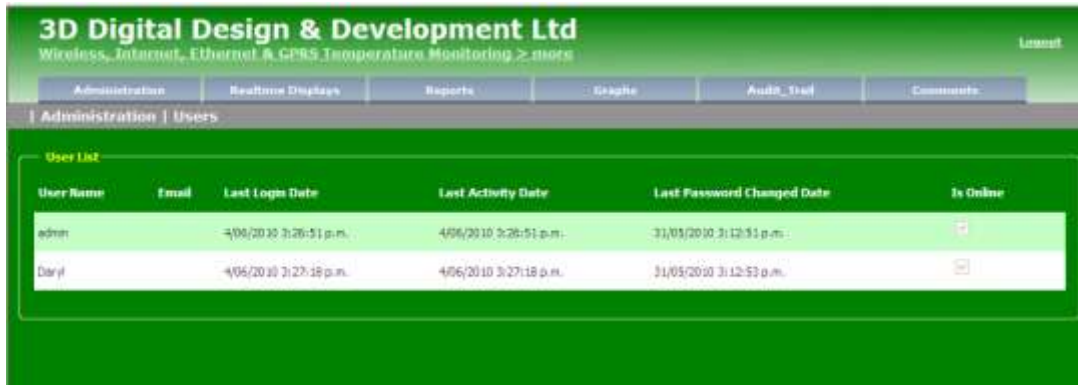 3D Digital Design & Development Ltd
Wireless, Internet, Ethernet & GPRS Temperature Monitoring > more
Logout
Administration Realtime Displays Reports Graphs Audit_Trail Comments
| Administration | Users
User List
User Name Email Last Login Date Last Activity Date Last Password Changed Date Is Online
admin 4/06/2010 3:26:51 p.m. 4/06/2010 3:26:51 p.m. 31/05/2010 3:12:51 p.m.
Daryl 4/06/2010 3:27:18 p.m. 4/06/2010 3:27:18 p.m. 31/05/2010 3:12:53 p.m.